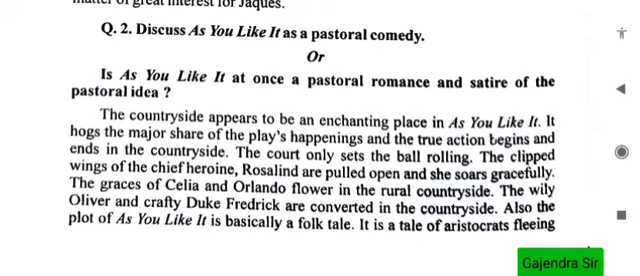 matter of great interest for Jaques.
Q. 2. Discuss As You Like It as a pastoral comedy.
Or
Is As You Like It at once a pastoral romance and satire of the
pastoral idea ?
The countryside appears to be an enchanting place in As You Like It. It
hogs the major share of the play's happenings and the true action begins and
ends in the countryside. The court only sets the ball rolling. The clipped
wings of the chief heroine, Rosalind are pulled open and she soars gracefully.
The graces of Celia and Orlando flower in the rural countryside. The wily
Oliver and crafty Duke Fredrick are converted in the countryside. Also the
plot of As You Like It is basically a folk tale. It is a tale of aristocrats fleeing
Gajendra Sir